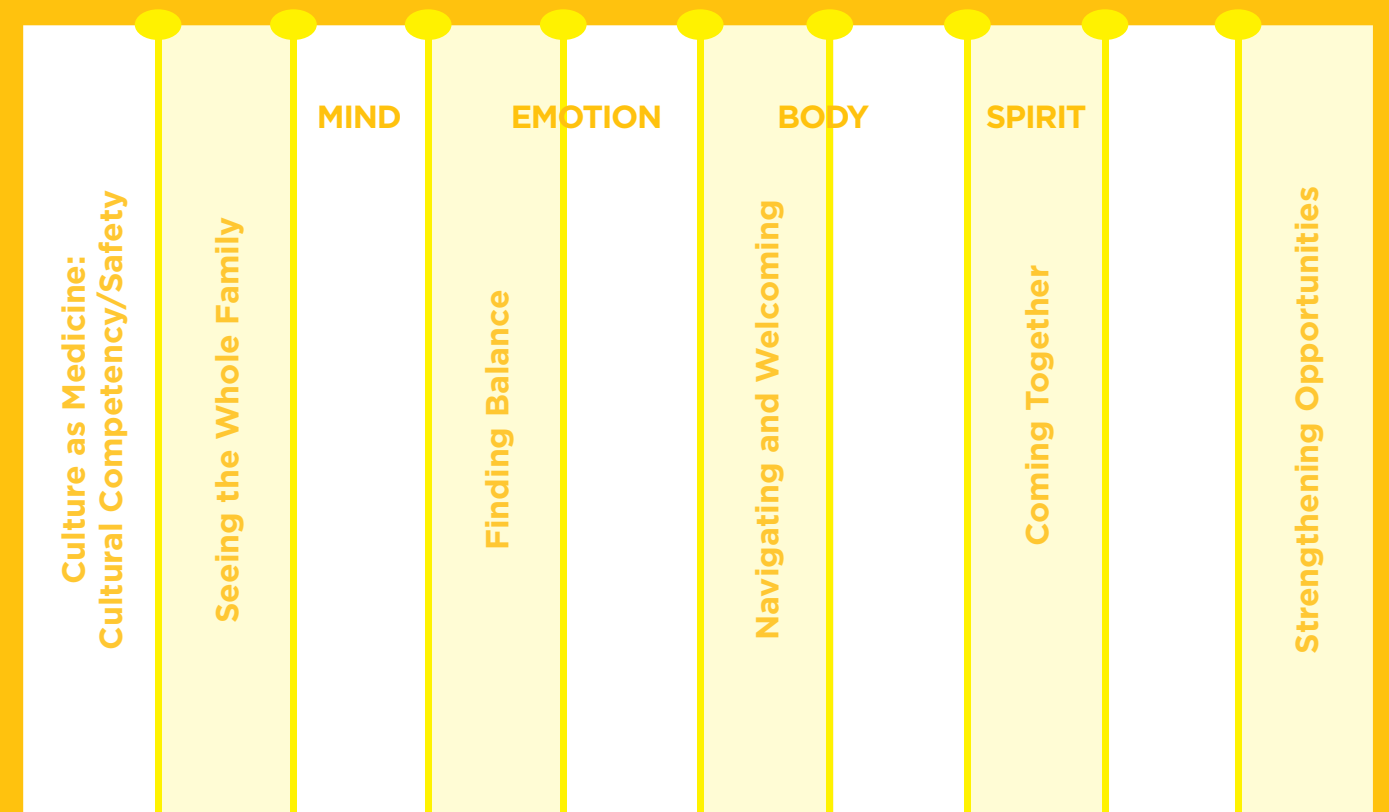 MIND
EMOTION
BODY
SPIRIT
Culture as Medicine:
Cultural Competency/Safety
Seeing the Whole Family
Finding Balance
Navigating and Welcoming
Coming Together
Strengthening Opportunities